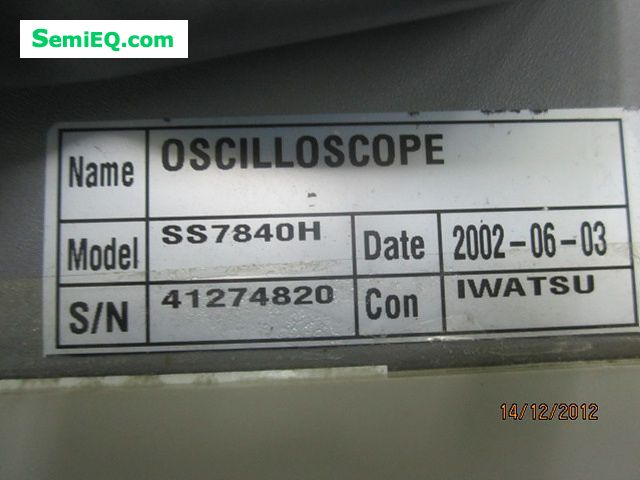 SemiEQ.com
Name OSCILLOSCOPE
Model SS7840H Date 2002-06-03
S/N 41274820 Con IWATSU
14/12/2012